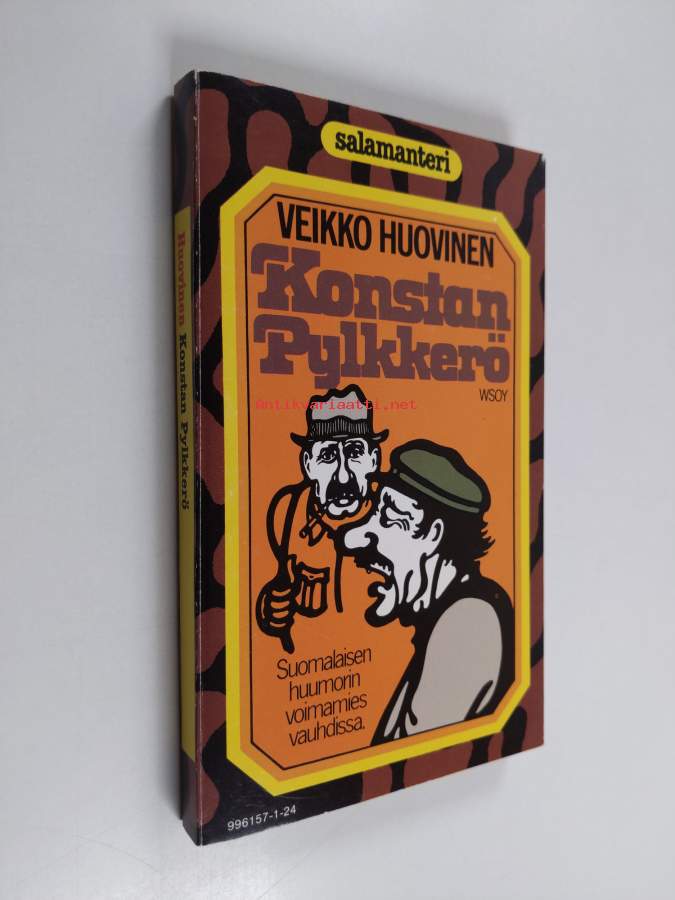 salamanteri
VEIKKO HUOVINEN
Konstan
Pylkkerö
WSOY
Antikvariaatti.net
Suomalaisen
huumorin
voimamies
vauhdissa.
996157-1-24
Huovinen Konstan Pylkkerö